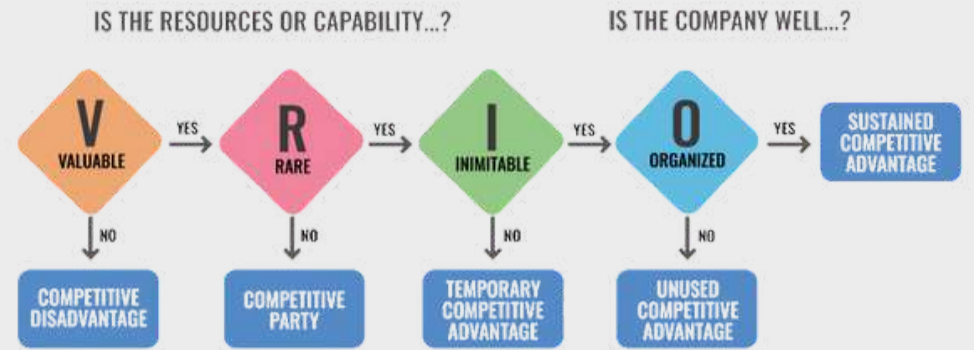 IS THE RESOURCES OR CAPABILITY...?
IS THE COMPANY WELL...?
V
VALUABLE
YES
R
RARE
YES
I
INIMITABLE
YES
O
ORGANIZED
YES
SUSTAINED
COMPETITIVE
ADVANTAGE
NO
NO
NO
NO
COMPETITIVE
DISADVANTAGE
COMPETITIVE
PARTY
TEMPORARY
COMPETITIVE
ADVANTAGE
UNUSED
COMPETITIVE
ADVANTAGE